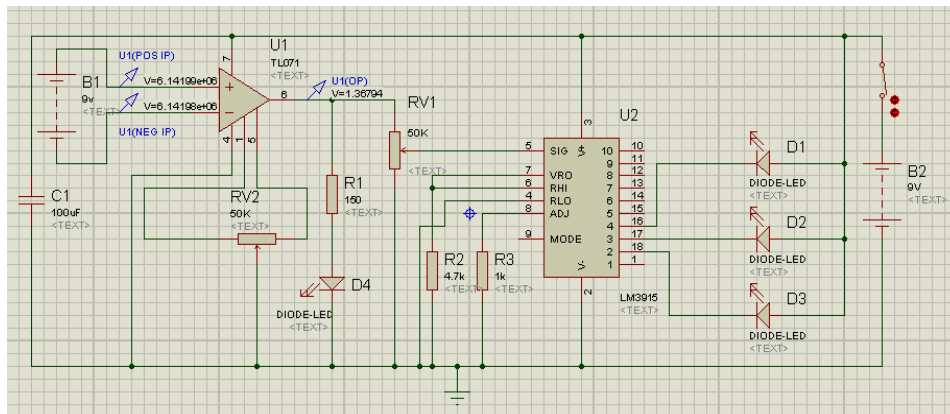 U1
TL071
<TEXT>
U1(POS IP)
V=6.14199e+06
B1
9v
<TEXT>
V=6.14198e+06
U1(NEG IP)
U1(OP)
V=1.36794
7
6
4
1
5
C1
100uF
<TEXT>
RV2
50K
<TEXT>
R1
150
<TEXT>
D4
DIODE-LED
<TEXT>
RV1
50K
<TEXT>
R2
4.7k
<TEXT>
R3
1k
<TEXT>
U2
3
5 SIG V+ 10 10
9 11
7 VRO 8 12
6 RHI 7 13
4 RLO 6 14
8 ADJ 5 15
4 16
9 MODE 3 17
2 18
V- 1 1
2
LM3915
<TEXT>
D1
DIODE-LED
<TEXT>
D2
DIODE-LED
<TEXT>
D3
DIODE-LED
<TEXT>
B2
9V
<TEXT>